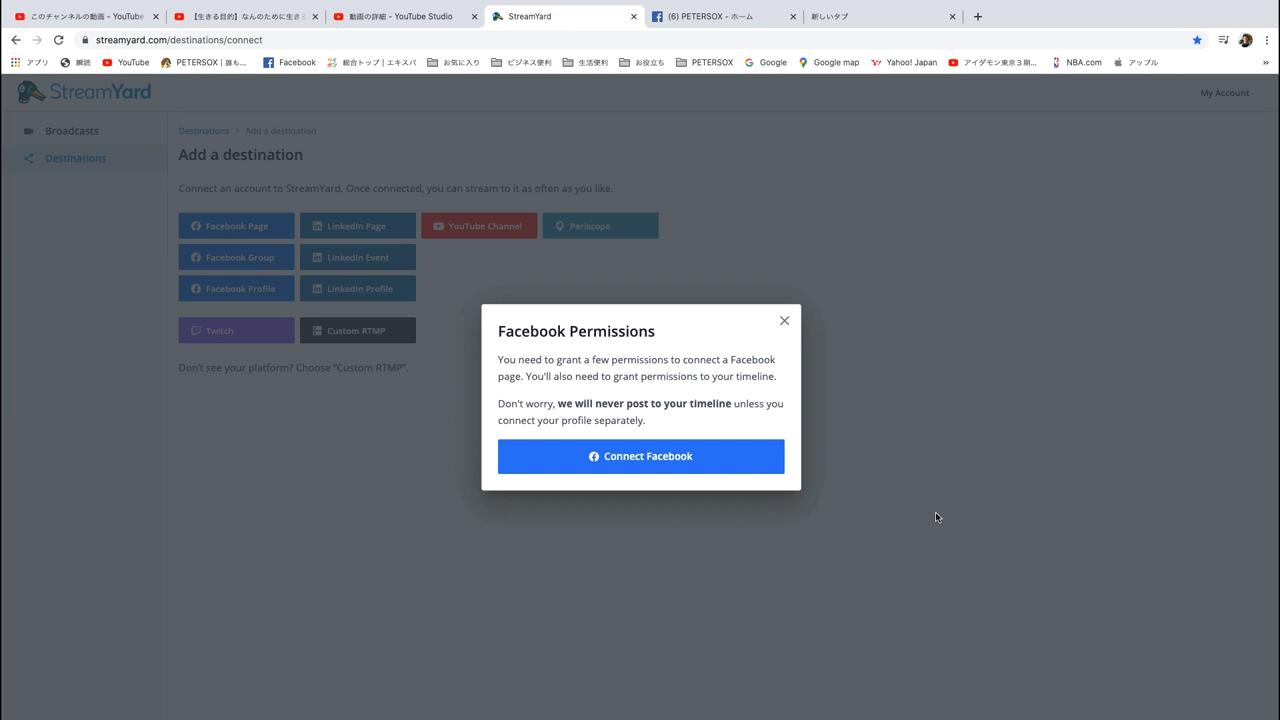 このチャンネルの動画 - YouTube
【生きる目的】なんのために生き
動画の詳細 - YouTube Studio
StreamYard
(6) PETERSOX - ホーム
新しいタブ
streamyard.com/destinations/connect
アプリ
瞬読
YouTube
PETERSOX | 誰も...
Facebook
総合トップ | エキスパ
お気に入り
ビジネス便利
生活便利
お役立ち
PETERSOX
Google
Google map
Yahoo! Japan
アイダモン東京３期...
NBA.com
アップル
»
StreamYard
My Account
Broadcasts
Destinations
Destinations > Add a destination
Add a destination
Connect an account to StreamYard. Once connected, you can stream to it as often as you like.
Facebook Page
LinkedIn Page
YouTube Channel
Periscope
Facebook Group
LinkedIn Event
Facebook Profile
LinkedIn Profile
Twitch
Custom RTMP
Don't see your platform? Choose “Custom RTMP”.
Facebook Permissions
You need to grant a few permissions to connect a Facebook
page. You'll also need to grant permissions to your timeline.
Don't worry, we will never post to your timeline unless you
connect your profile separately.
Connect Facebook